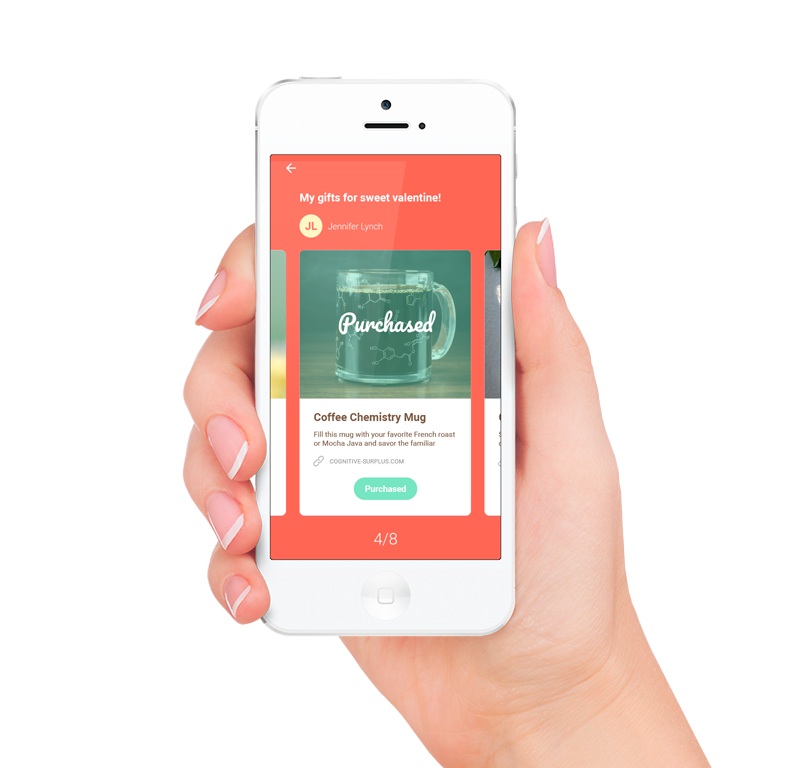 My gifts for sweet valentine!
JL
Jennifer Lynch
Purchased
Coffee Chemistry Mug
Fill this mug with your favorite French roast
or Mocha Java and savor the familiar
COGNITIVE-SURPLUS.COM
Purchased
4/8